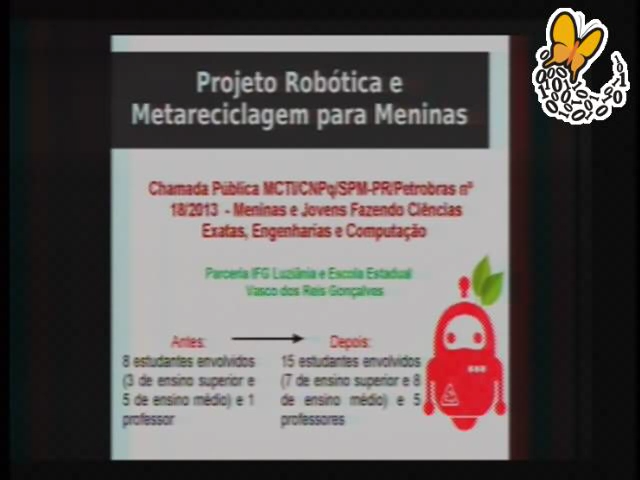 Projeto Robótica e
Metareciclagem para Meninas
Chamada Pública MCTI/CNPq/SPM-PR/Petrobras nº
18/2013 - Meninas e Jovens Fazendo Ciências
Exatas, Engenharias e Computação
Parceria IFG Luziânia e Escola Estadual
Vasco dos Reis Gonçalves
Antes:
8 estudantes envolvidos
(3 de ensino superior e
5 de ensino médio) e 1
professor
Depois:
15 estudantes envolvidos
(7 de ensino superior e 8
de ensino médio) e 5
professores